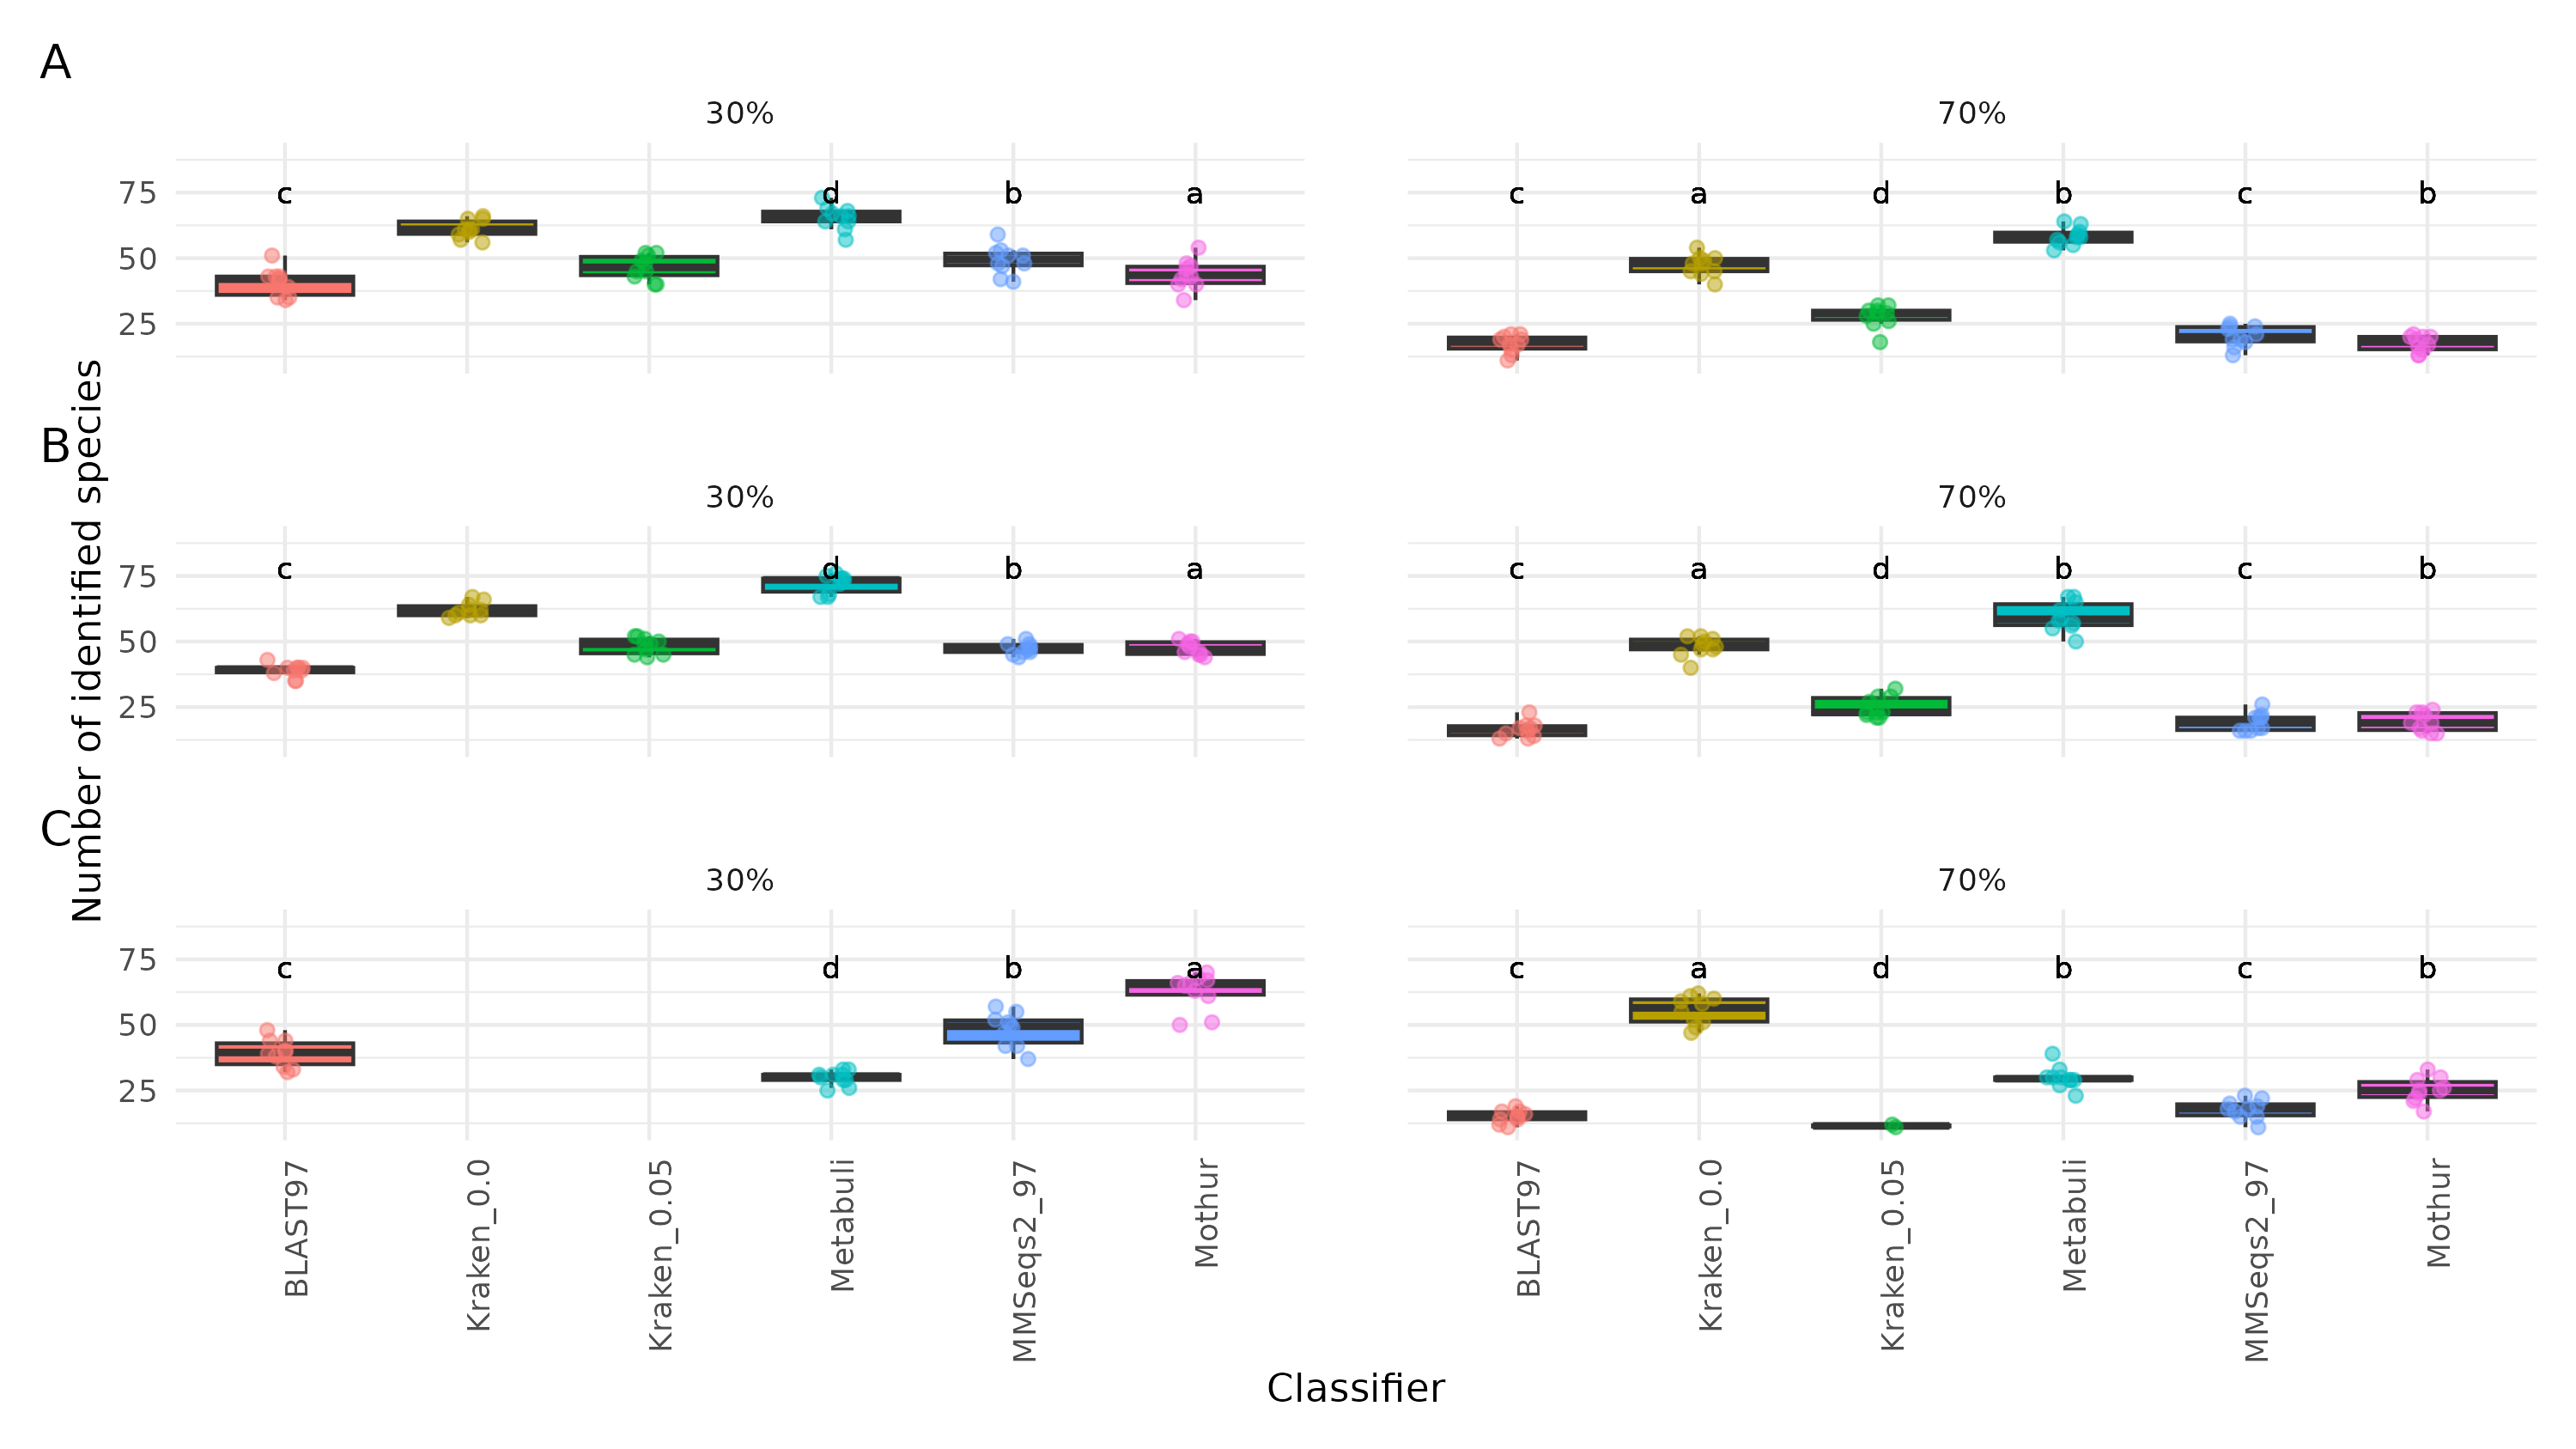 A
30%
70%
75
50
25
c
d
b
a
c
a
d
b
c
b
B
30%
70%
75
50
25
c
d
b
a
c
a
d
b
c
b
C
30%
70%
75
50
25
c
d
b
a
c
a
d
b
c
b
Number of identified species
BLAST97
Kraken_0.0
Kraken_0.05
Metabuli
MMSeqs2_97
Mothur
BLAST97
Kraken_0.0
Kraken_0.05
Metabuli
MMSeqs2_97
Mothur
Classifier